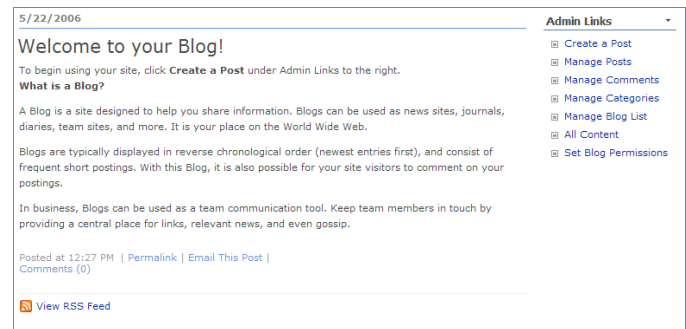 5/22/2006
Welcome to your Blog!
To begin using your site, click Create a Post under Admin Links to the right.
What is a Blog?
A Blog is a site designed to help you share information. Blogs can be used as news sites, journals,
diaries, team sites, and more. It is your place on the World Wide Web.
Blogs are typically displayed in reverse chronological order (newest entries first), and consist of
frequent short postings. With this Blog, it is also possible for your site visitors to comment on your
postings.
In business, Blogs can be used as a team communication tool. Keep team members in touch by
providing a central place for links, relevant news, and even gossip.
Posted at 12:27 PM | Permalink | Email This Post |
Comments (0)
View RSS Feed
Admin Links
Create a Post
Manage Posts
Manage Comments
Manage Categories
Manage Blog List
All Content
Set Blog Permissions